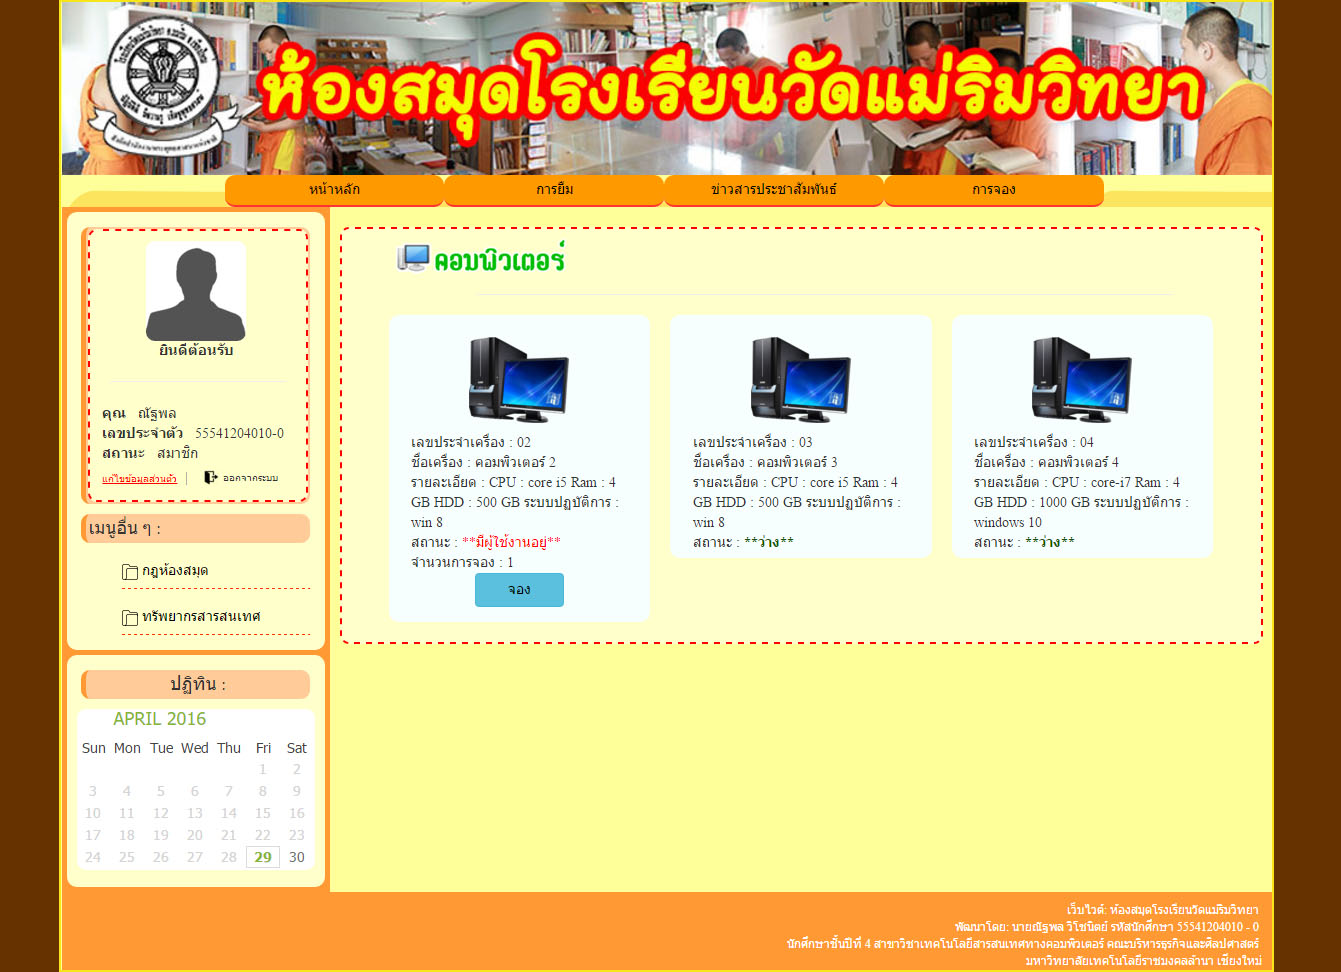 ห้องสมุดโรงเรียนวัดแม่ริมวิทยา
หน้าหลัก
การยืม
ข่าวสารประชาสัมพันธ์
การจอง
ยินดีต้อนรับ
คุณ ณัฐพล
เลขประจำตัว 55541204010-0
สถานะ สมาชิก
แก้ไขข้อมูลส่วนตัว
ออกจากระบบ
เมนูอื่น ๆ :
กฎห้องสมุด
ทรัพยากรสารสนเทศ
ปฏิทิน :
APRIL 2016
Sun Mon Tue Wed Thu Fri Sat
1 2
3 4 5 6 7 8 9
10 11 12 13 14 15 16
17 18 19 20 21 22 23
24 25 26 27 28 29 30
คอมพิวเตอร์
เลขประจำเครื่อง : 02
ชื่อเครื่อง : คอมพิวเตอร์ 2
รายละเอียด : CPU : core i5 Ram : 4
GB HDD : 500 GB ระบบปฏิบัติการ :
win 8
สถานะ : **มีผู้ใช้งานอยู่**
จำนวนการจอง : 1
จอง
เลขประจำเครื่อง : 03
ชื่อเครื่อง : คอมพิวเตอร์ 3
รายละเอียด : CPU : core i5 Ram : 4
GB HDD : 500 GB ระบบปฏิบัติการ :
win 8
สถานะ : **ว่าง**
เลขประจำเครื่อง : 04
ชื่อเครื่อง : คอมพิวเตอร์ 4
รายละเอียด : CPU : core-i7 Ram : 4
GB HDD : 1000 GB ระบบปฏิบัติการ :
windows 10
สถานะ : **ว่าง**
เว็บไวต์: ห้องสมุดโรงเรียนวัดแม่ริมวิทยา
พัฒนาโดย: นายณัฐพล วิโชนิตย์ รหัสนักศึกษา 55541204010 - 0
นักศึกษาชั้นปีที่ 4 สาขาวิชาเทคโนโลยีสารสนเทศทางคอมพิวเตอร์ คณะบริหารธุรกิจและศิลปศาสตร์
มหาวิทยาลัยเทคโนโลยีราชมงคลล้านา เชียงใหม่